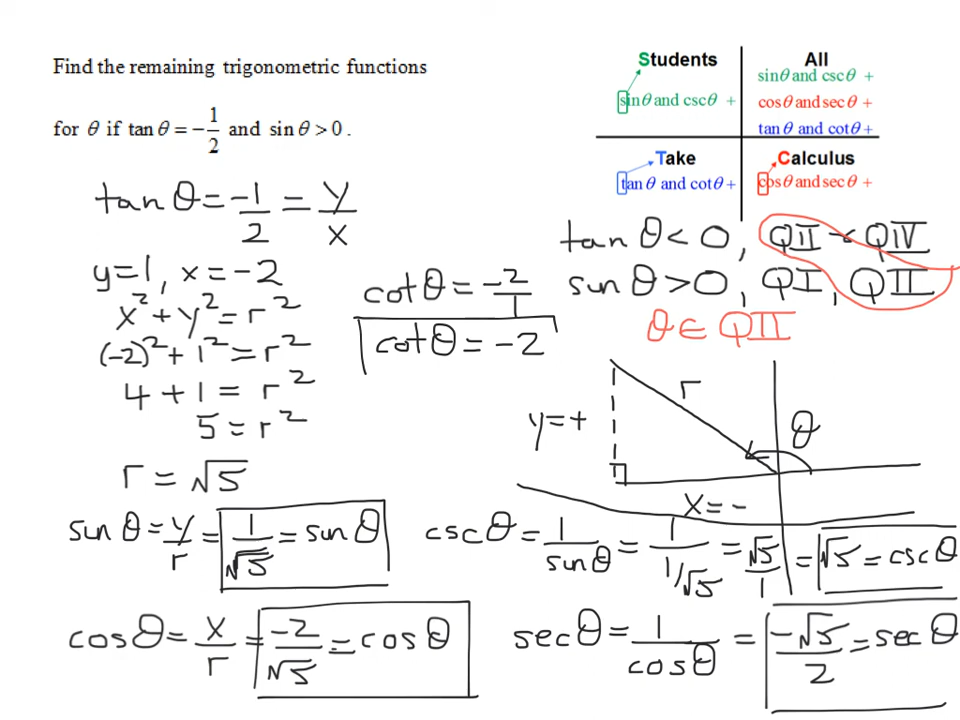 Find the remaining trigonometric functions
for θ if tan θ = −1/2 and sin θ > 0.
Students
sin θ and csc θ +
All
sin θ and csc θ +
cos θ and sec θ +
tan θ and cot θ +
Take
tan θ and cot θ +
Calculus
cos θ and sec θ +
tan θ = -1/2 = y/x
y=1, x=-2
x² + y² = r²
(-2)² + 1² = r²
4 + 1 = r²
5 = r²
r = √5
cot θ = -2/1
cot θ = -2
tan θ < 0, QII + QIV
sin θ > 0, QI, QII
θ ∈ QII
r
y=+
θ
x=-
sin θ = y/r = 1/√5 = sin θ
csc θ = 1/sin θ = 1/(1/√5) = √5/1 = √5 = csc θ
cos θ = x/r = -2/√5 = cos θ
sec θ = 1/cos θ = -√5/2 = sec θ